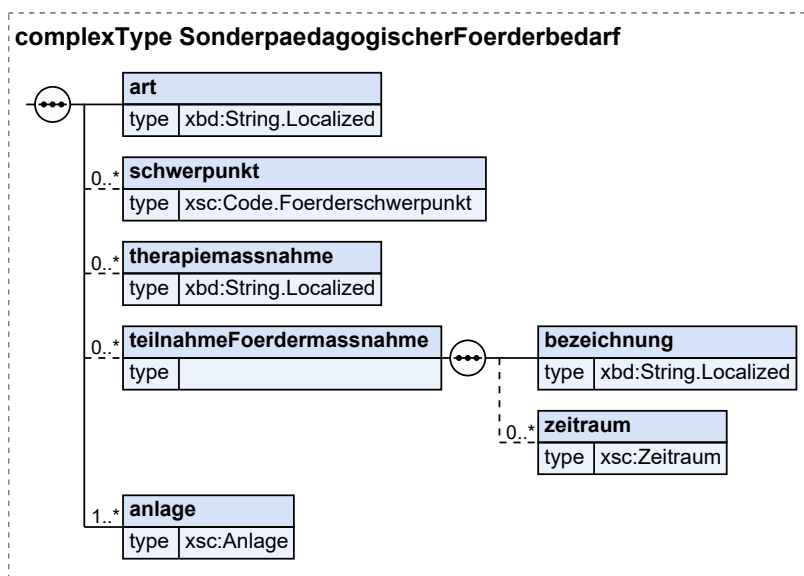 complexType SonderpaedagogischerFoerderbedarf
art
type xbd:String.Localized
0..*
schwerpunkt
type xsc:Code.Foerderschwerpunkt
0..*
therapiemassnahme
type xbd:String.Localized
0..*
teilnahmeFoerdermassnahme
type
bezeichnung
type xbd:String.Localized
0..*
zeitraum
type xsc:Zeitraum
1..*
anlage
type xsc:Anlage